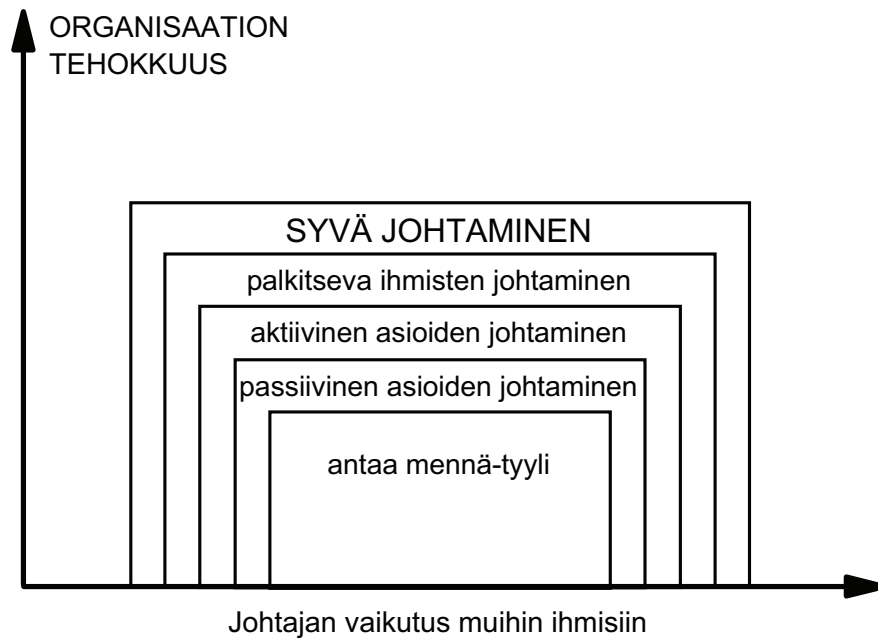 ORGANISAATION
TEHOKKUUS
SYVÄ JOHTAMINEN
palkitseva ihmisten johtaminen
aktiivinen asioiden johtaminen
passiivinen asioiden johtaminen
antaa mennä-tyyli
Johtajan vaikutus muihin ihmisiin